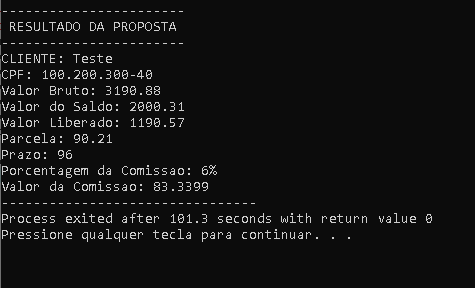 -----------------------
RESULTADO DA PROPOSTA
-----------------------
CLIENTE: Teste
CPF: 100.200.300-40
Valor Bruto: 3190.88
Valor do Saldo: 2000.31
Valor Liberado: 1190.57
Parcela: 90.21
Prazo: 96
Porcentagem da Comissao: 6%
Valor da Comissao: 83.3399
--------------------------------
Process exited after 101.3 seconds with return value 0
Pressione qualquer tecla para continuar. . .